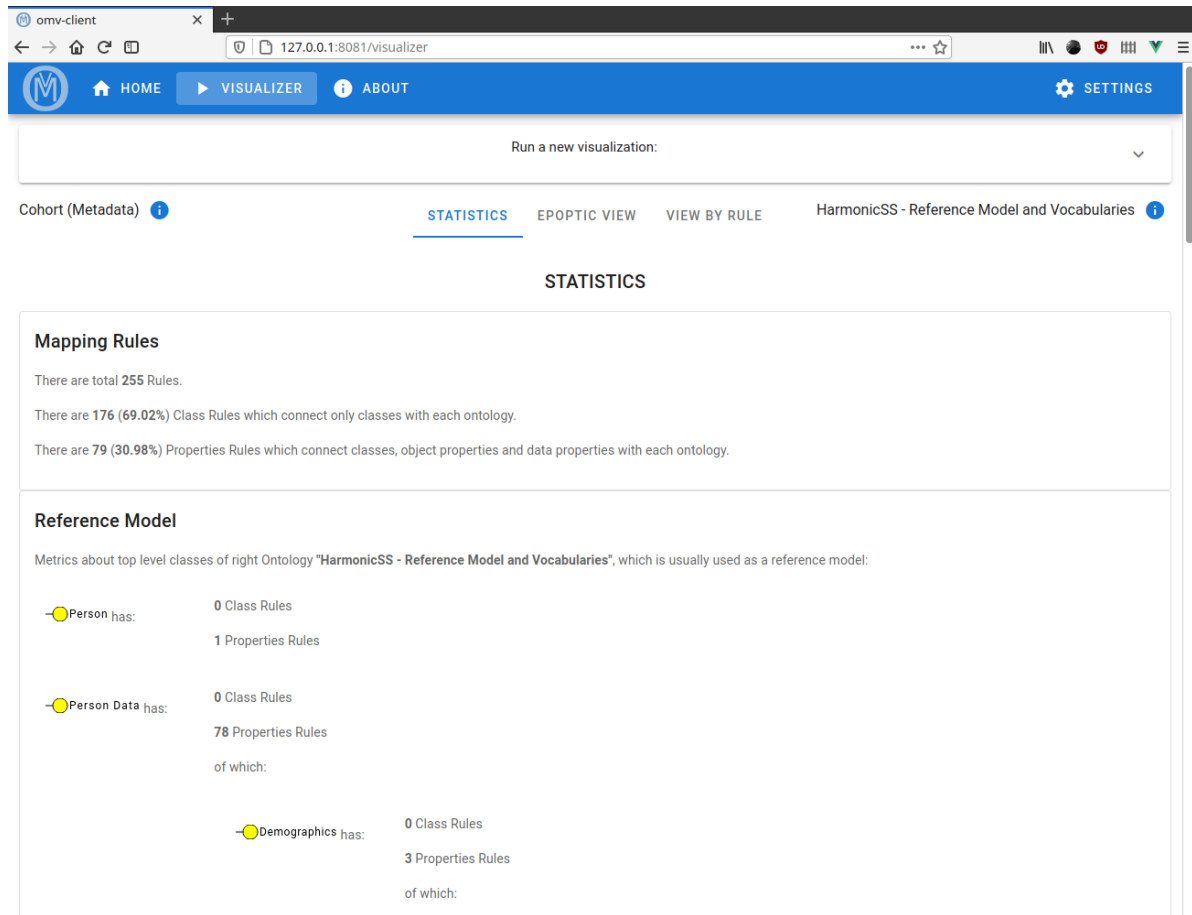 omv-client
127.0.0.1:8081/visualizer
M HOME VISUALIZER i ABOUT SETTINGS
Run a new visualization:
Cohort (Metadata) i STATISTICS EPOPTIC VIEW VIEW BY RULE HarmonicSS - Reference Model and Vocabularies i
STATISTICS
Mapping Rules
There are total 255 Rules.
There are 176 (69.02%) Class Rules which connect only classes with each ontology.
There are 79 (30.98%) Properties Rules which connect classes, object properties and data properties with each ontology.
Reference Model
Metrics about top level classes of right Ontology "HarmonicSS - Reference Model and Vocabularies", which is usually used as a reference model:
Person has: 0 Class Rules
1 Properties Rules
Person Data has: 0 Class Rules
78 Properties Rules
of which:
Demographics has: 0 Class Rules
3 Properties Rules
of which: